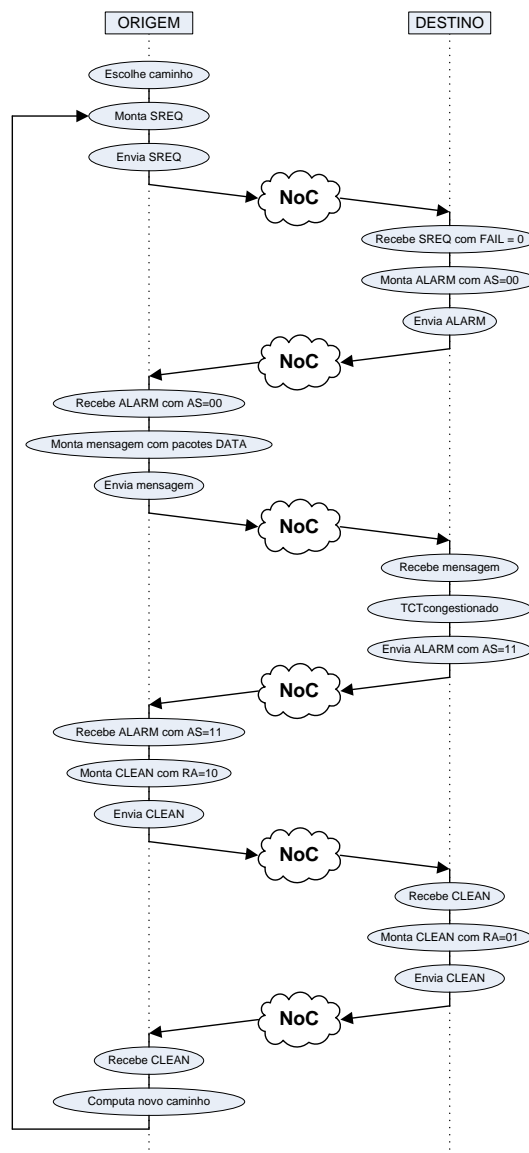 ORIGEM
DESTINO
Escolhe caminho
Monta SREQ
Envia SREQ
NoC
Recebe SREQ com FAIL = 0
Monta ALARM com AS=00
Envia ALARM
NoC
Recebe ALARM com AS=00
Monta mensagem com pacotes DATA
Envia mensagem
NoC
Recebe mensagem
TCTcongestionado
Envia ALARM com AS=11
NoC
Recebe ALARM com AS=11
Monta CLEAN com RA=10
Envia CLEAN
NoC
Recebe CLEAN
Monta CLEAN com RA=01
Envia CLEAN
NoC
Recebe CLEAN
Computa novo caminho